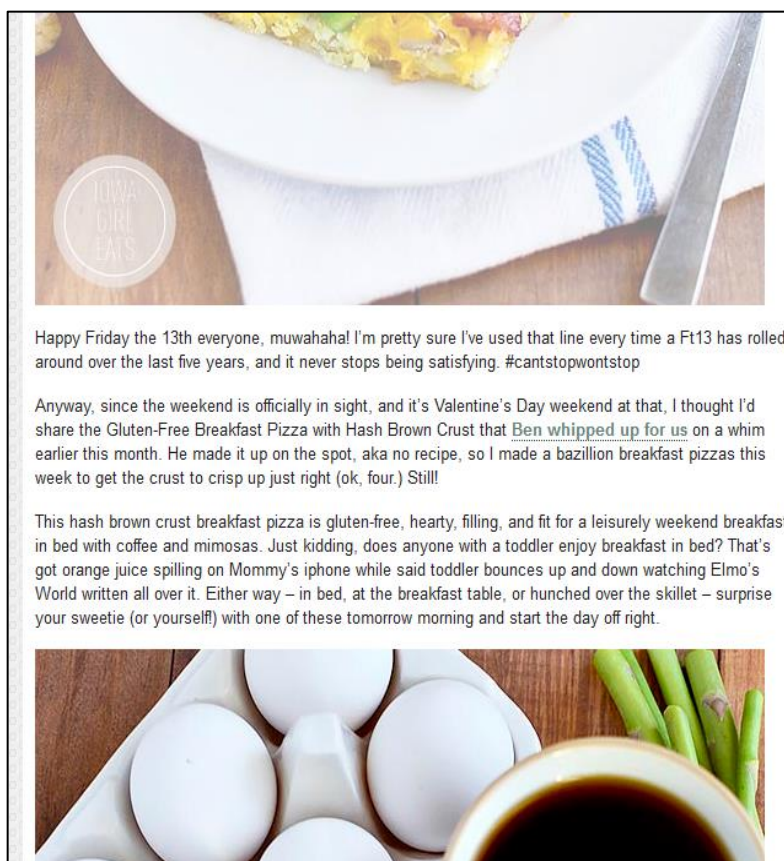 IOWA
GIRL
EATS
Happy Friday the 13th everyone, muwahaha! I'm pretty sure I've used that line every time a Ft13 has rolled
around over the last five years, and it never stops being satisfying. #cantstopwontstop
Anyway, since the weekend is officially in sight, and it's Valentine's Day weekend at that, I thought I'd
share the Gluten-Free Breakfast Pizza with Hash Brown Crust that Ben whipped up for us on a whim
earlier this month. He made it up on the spot, aka no recipe, so I made a bazillion breakfast pizzas this
week to get the crust to crisp up just right (ok, four.) Still!
This hash brown crust breakfast pizza is gluten-free, hearty, filling, and fit for a leisurely weekend breakfas
in bed with coffee and mimosas. Just kidding, does anyone with a toddler enjoy breakfast in bed? That's
got orange juice spilling on Mommy's iphone while said toddler bounces up and down watching Elmo's
World written all over it. Either way – in bed, at the breakfast table, or hunched over the skillet – surprise
your sweetie (or yourself!) with one of these tomorrow morning and start the day off right.